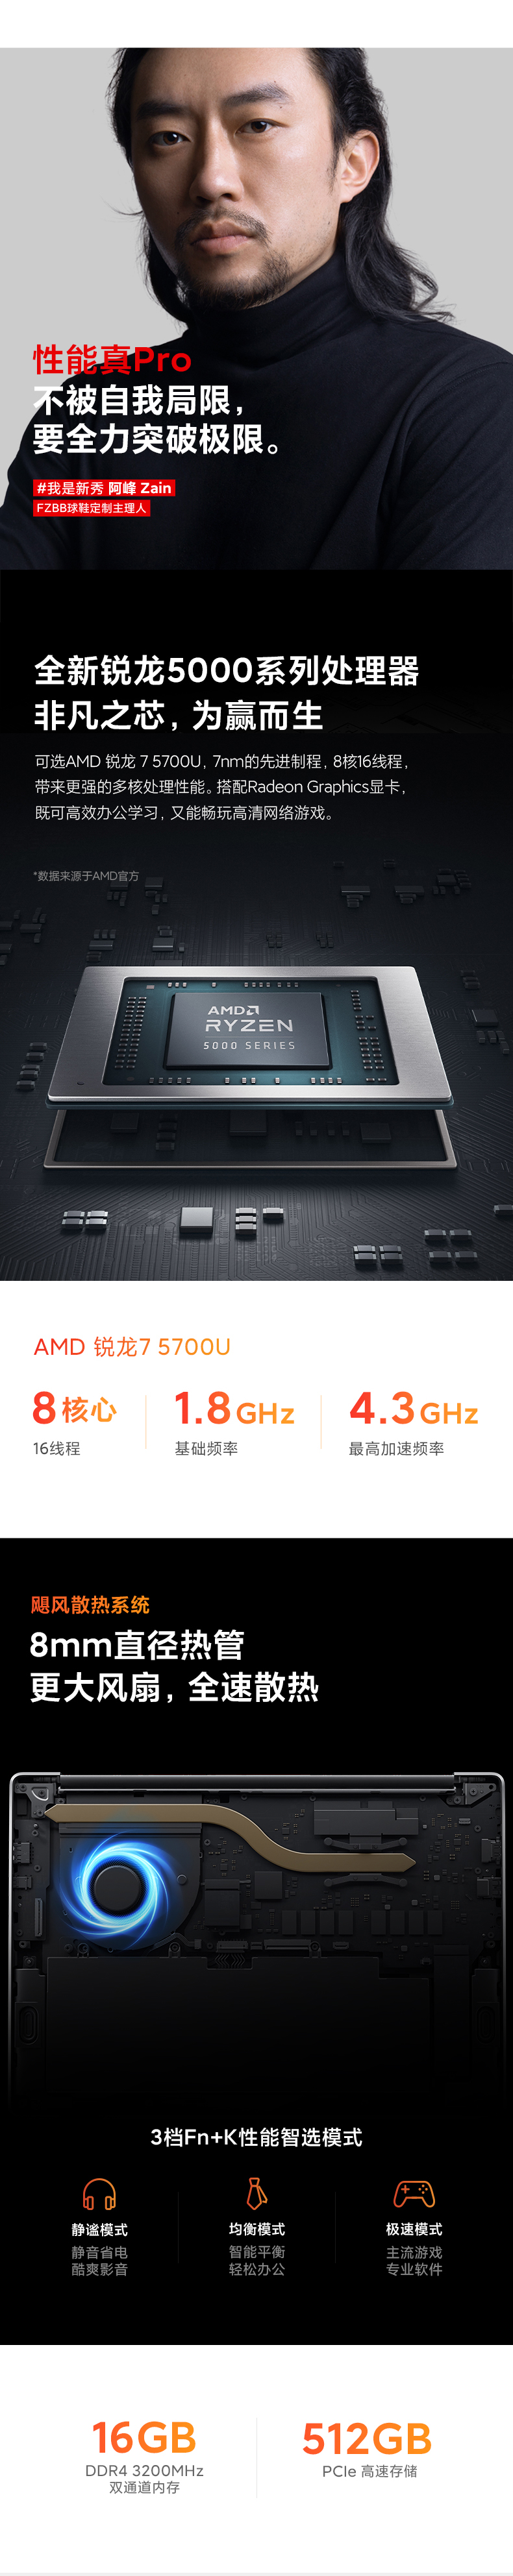 性能真Pro
不被自我局限，
要全力突破极限。
#我是新秀 阿峰 Zain
FZBB球鞋定制主理人
全新锐龙5000系列处理器
非凡之芯，为赢而生
可选AMD 锐龙 7 5700U，7nm的先进制程，8核16线程，
带来更强的多核处理性能。搭配Radeon Graphics显卡，
既可高效办公学习，又能畅玩高清网络游戏。
*数据来源于AMD官方
AMD
RYZEN
5000 SERIES
AMD 锐龙7 5700U
8核心
1.8GHz
4.3GHz
16线程
基础频率
最高加速频率
飓风散热系统
8mm直径热管
更大风扇，全速散热
3档Fn+K性能智选模式
静谧模式
均衡模式
极速模式
静音省电
智能平衡
主流游戏
酷爽影音
轻松办公
专业软件
16GB
512GB
DDR4 3200MHz
PCIe 高速存储
双通道内存